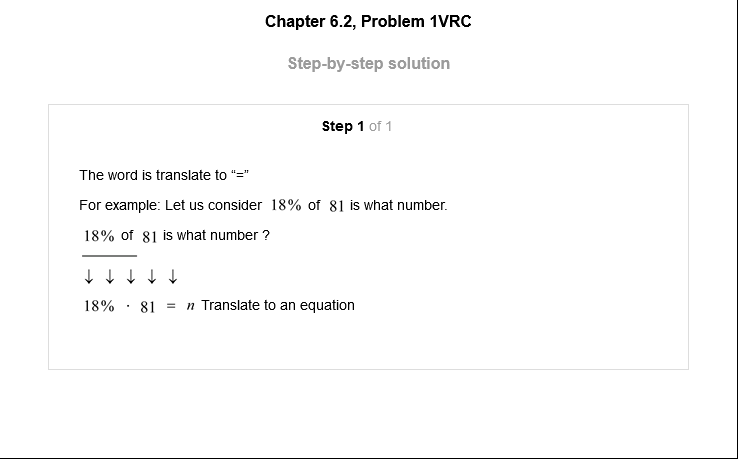 Chapter 6.2, Problem 1VRC
Step-by-step solution
Step 1 of 1
The word is translate to “=”
For example: Let us consider 18% of 81 is what number.
18% of 81 is what number ?
↓ ↓ ↓ ↓ ↓
18% · 81 = n Translate to an equation